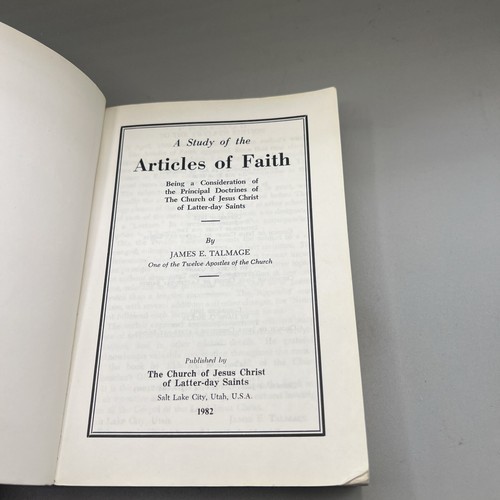 A Study of the
Articles of Faith
Being a Consideration of
the Principal Doctrines of
The Church of Jesus Christ
of Latter-day Saints
By
JAMES E. TALMAGE
One of the Twelve Apostles of the Church
Published by
The Church of Jesus Christ
of Latter-day Saints
Salt Lake City, Utah, U.S.A.
1982